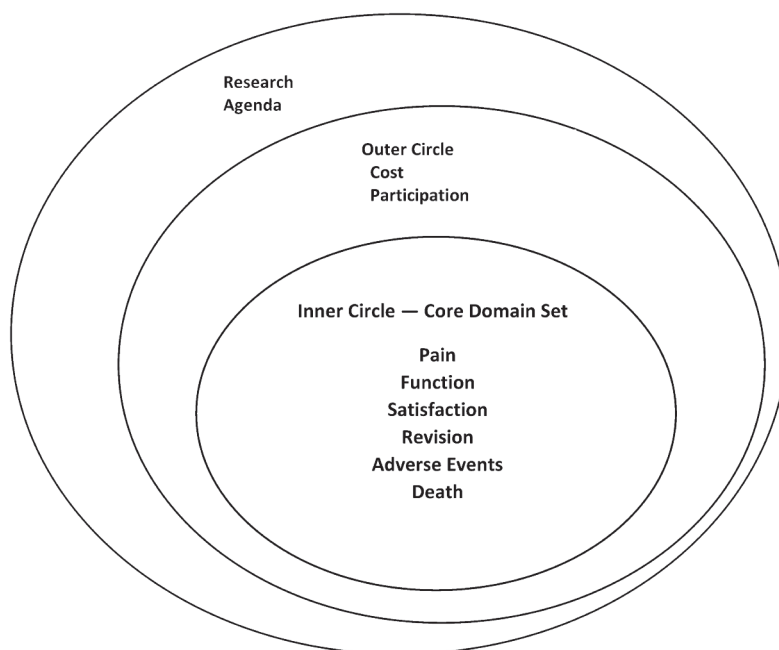 Research
Agenda
Outer Circle
Cost
Participation
Inner Circle — Core Domain Set
Pain
Function
Satisfaction
Revision
Adverse Events
Death